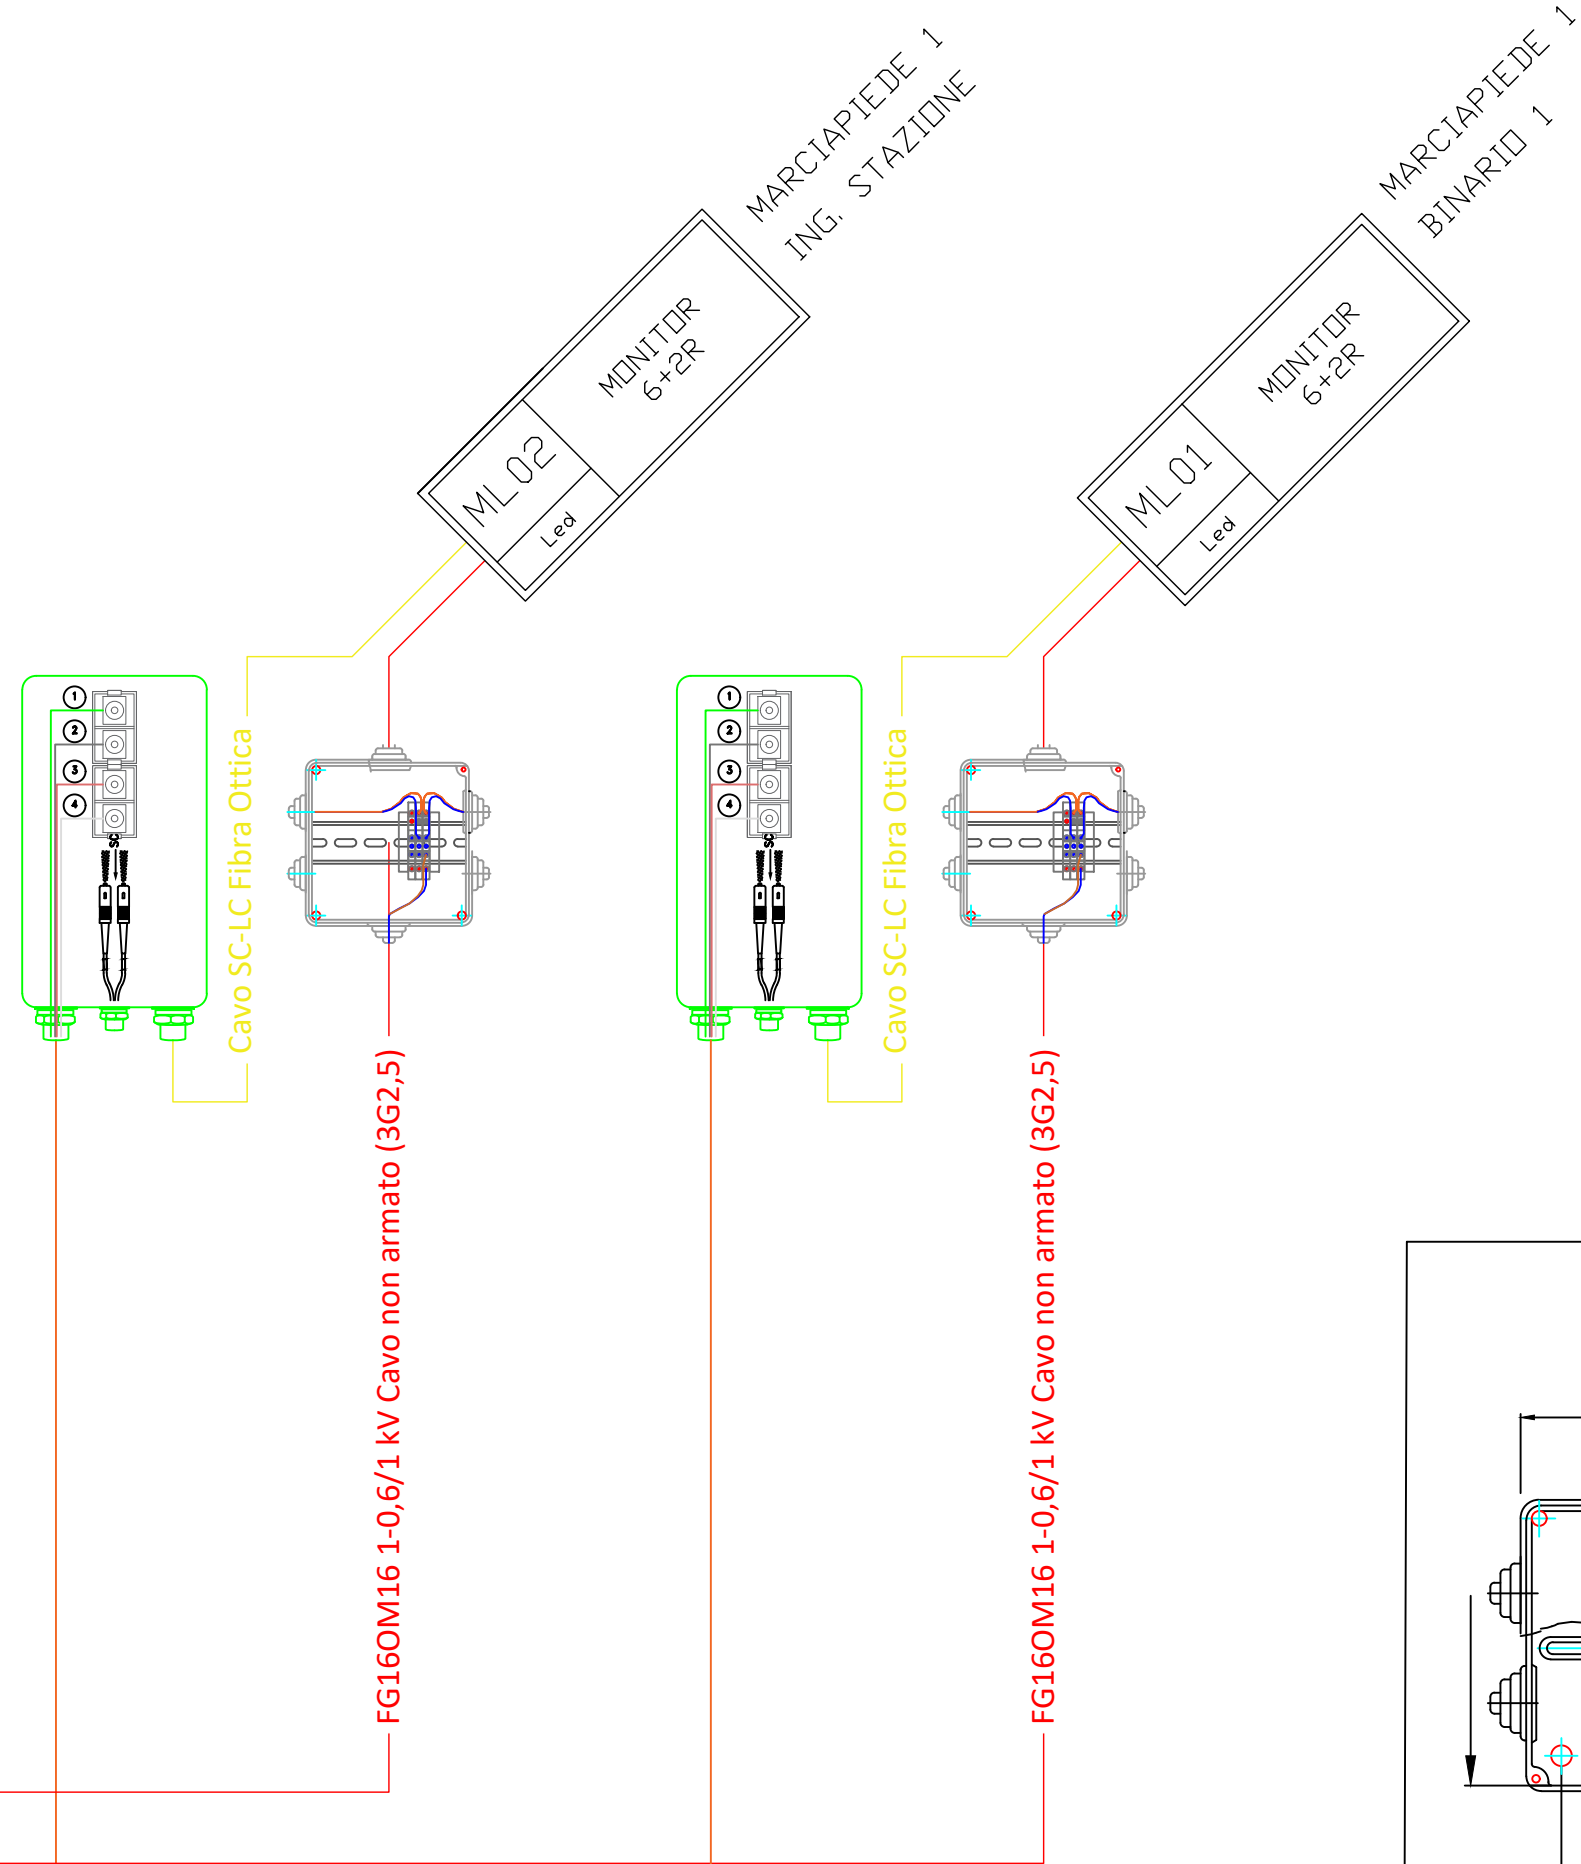 MARCIAPIEDE 1
ING. STAZIONE
MONITOR
6+2R
ML02
Led
MARCIAPIEDE 1
BINARIO 1
MONITOR
6+2R
ML01
Led
1
2
3
4
SC
Cavo SC-LC Fibra Ottica
FG16OM16 1-0,6/1 kV Cavo non armato (3G2,5)
1
2
3
4
SC
Cavo SC-LC Fibra Ottica
FG16OM16 1-0,6/1 kV Cavo non armato (3G2,5)